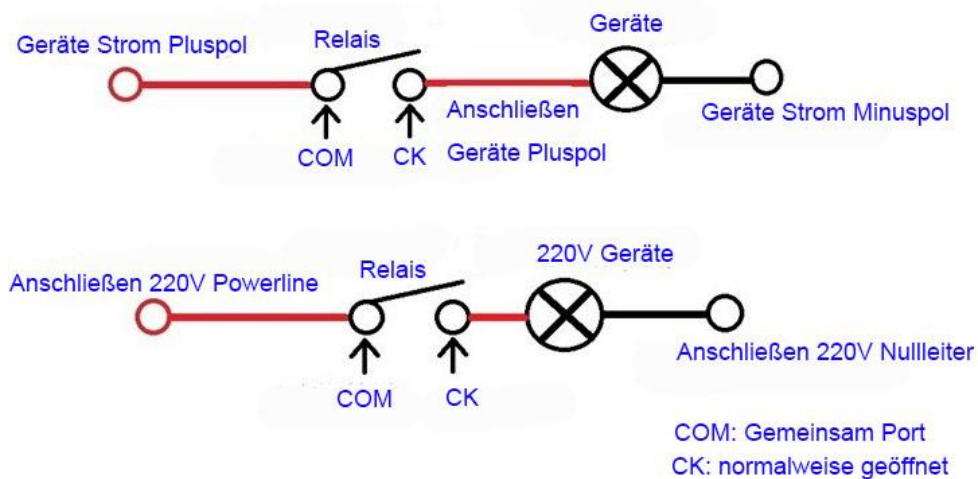 Geräte Strom Pluspol
Relais
Geräte
COM
CK
Anschließen
Geräte Pluspol
Geräte Strom Minuspol
Anschließen 220V Powerline
Relais
220V Geräte
COM
CK
Anschließen 220V Nullleiter
COM: Gemeinsam Port
CK: normalweise geöffnet